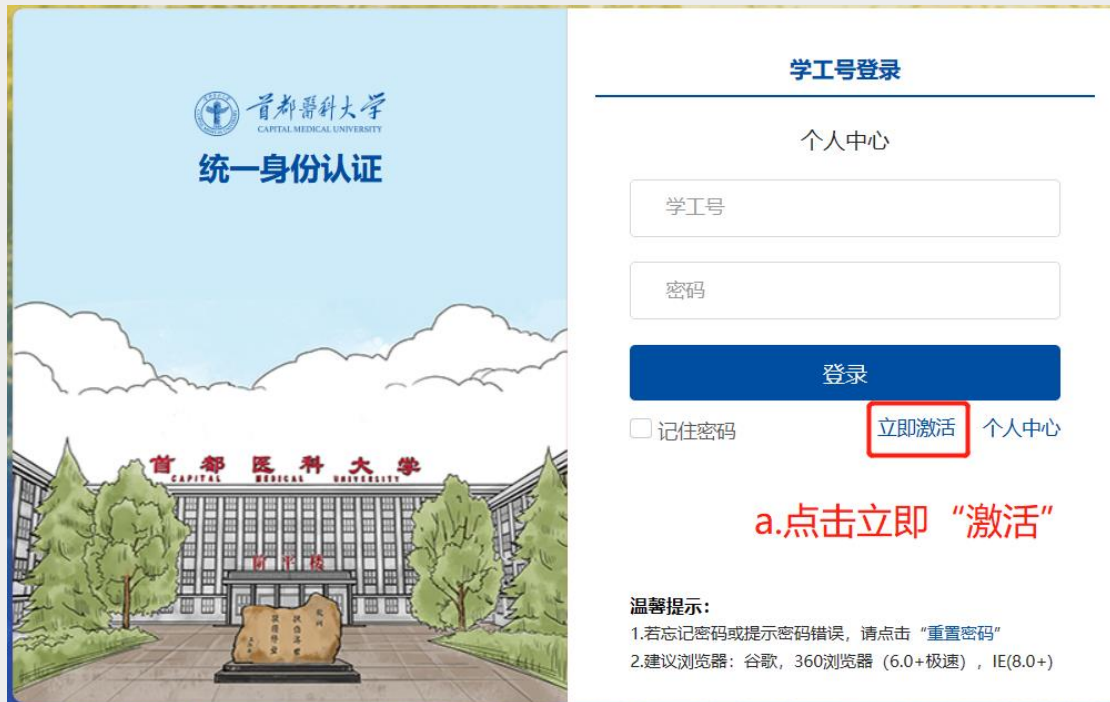 首都醫科大学
CAPITAL MEDICAL UNIVERSITY
统一身份认证
首都医科大学
CAPITAL MEDICAL UNIVERSITY
学工号登录
个人中心
学工号
密码
登录
记住密码 立即激活 个人中心
a.点击立即“激活”
温馨提示：
1.若忘记密码或提示密码错误，请点击“重置密码”
2.建议浏览器：谷歌，360浏览器（6.0+极速），IE(8.0+)